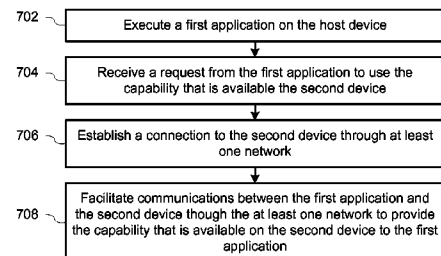 702
Execute a first application on the host device
704
Receive a request from the first application to use the
capability that is available the second device
706
Establish a connection to the second device through at least
one network
708
Facilitate communications between the first application and
the second device though the at least one network to provide
the capability that is available on the second device to the first
application